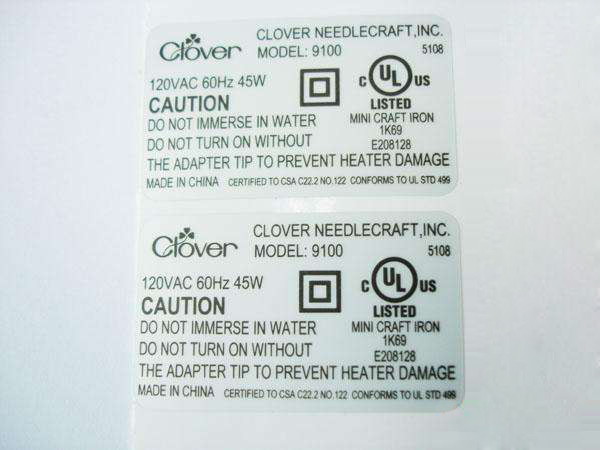 Clover
CLOVER NEEDLECRAFT,INC.
MODEL: 9100
5108
120VAC 60Hz 45W
C UL US
LISTED
CAUTION
MINI CRAFT IRON
DO NOT IMMERSE IN WATER
1K69
DO NOT TURN ON WITHOUT
E208128
THE ADAPTER TIP TO PREVENT HEATER DAMAGE
MADE IN CHINA CERTIFIED TO CSA C22.2 NO.122 CONFORMS TO UL STD 499
Clover
CLOVER NEEDLECRAFT,INC.
MODEL: 9100
5108
120VAC 60Hz 45W
C UL US
LISTED
CAUTION
MINI CRAFT IRON
DO NOT IMMERSE IN WATER
1K69
DO NOT TURN ON WITHOUT
E208128
THE ADAPTER TIP TO PREVENT HEATER DAMAGE
MADE IN CHINA CERTIFIED TO CSA C22.2 NO.122 CONFORMS TO UL STD 499